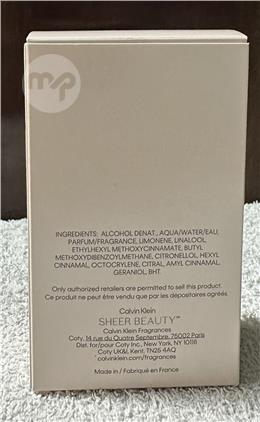 mp
INGREDIENTS: ALCOHOL DENAT., AQUA/WATER/EAU,
PARFUM/FRAGRANCE, LIMONENE, LINALOOL,
ETHYLHEXYL METHOXYCINNAMATE, BUTYL
METHOXYDIBENZOYLMETHANE, CITRONELLOL, HEXYL
CINNAMAL, OCTOCRYLENE, CITRAL, AMYL CINNAMAL,
GERANIOL, BHT.
Only authorized retailers are permitted to sell this product.
Ce produit ne peut être vendu que par les dépositaires agréés.
Calvin Klein
SHEER BEAUTY™
Calvin Klein Fragrances
Coty, 14 rue du Quatre Septembre, 75002 Paris
Dist. for/pour Coty Inc., New York, NY 10118
Coty UK&I, Kent, TN25 4AQ
calvinklein.com/fragrances
Made in / Fabriqué en France